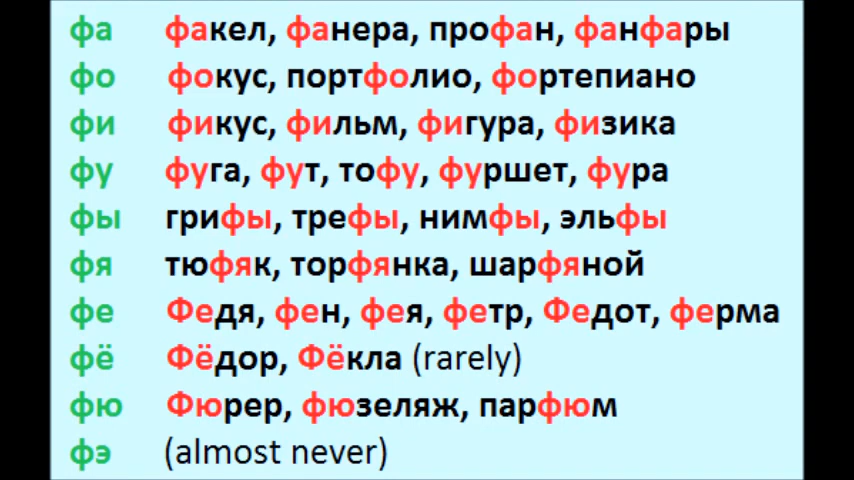 фа факел, фанера, профан, фанфары
фо фокус, портфолио, фортепиано
фи фикус, фильм, фигура, физика
фу фуга, фут, тофу, фуршет, фура
фы грифы, трефы, нимфы, эльфы
фя тюфяк, торфянка, шарфяной
фе Федя, фен, фея, фетр, Федот, ферма
фё Фёдор, Фёкла (rarely)
фю Фюрер, фюзеляж, парфюм
фэ (almost never)